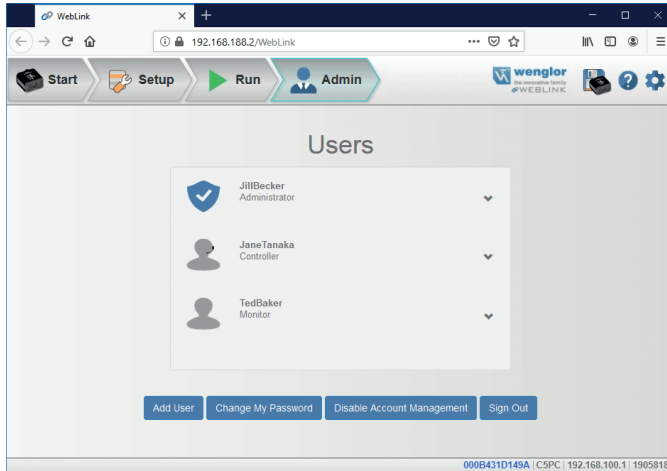 WebLink
192.168.188.2/WebLink
Start
Setup
Run
Admin
wenglor
the innovative family
WEBLINK
Users
JillBecker
Administrator
JaneTanaka
Controller
TedBaker
Monitor
Add User
Change My Password
Disable Account Management
Sign Out
000B431D149A | C5PC | 192.168.100.1 | 1905818